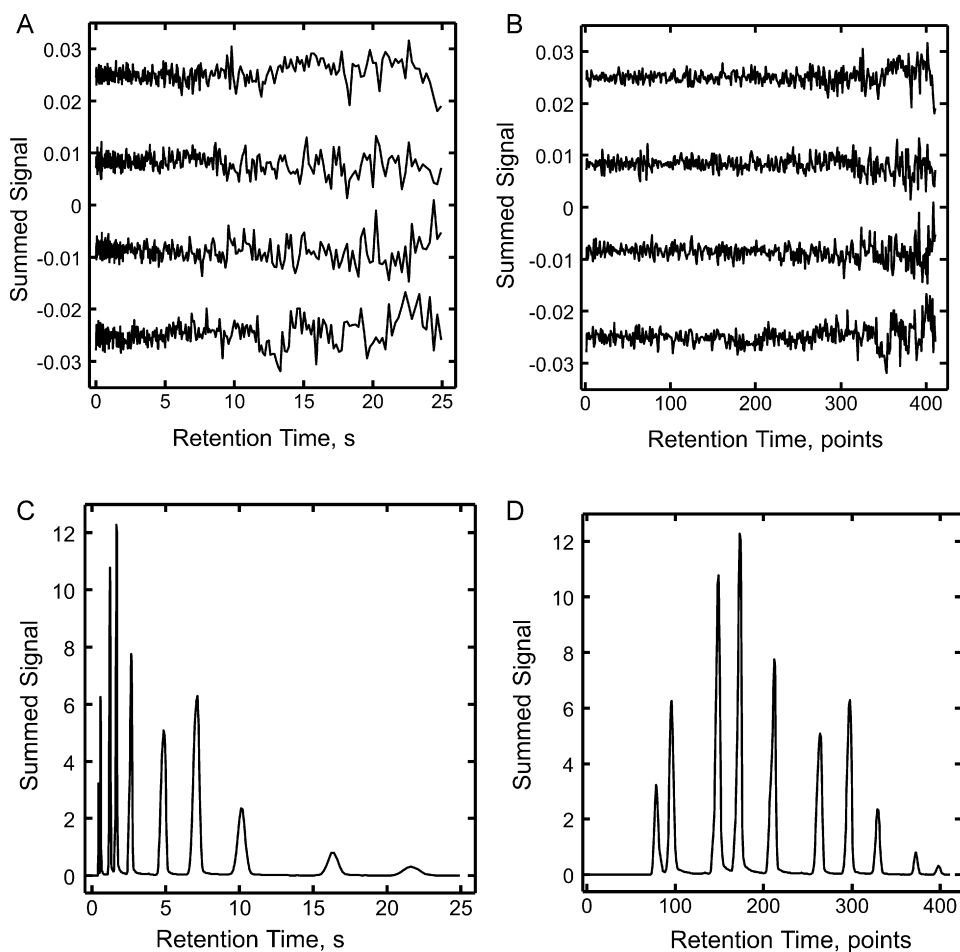 A
0.03
0.02
0.01
0
-0.01
-0.02
-0.03
Summed Signal
0 5 10 15 20 25
Retention Time, s
B
0.03
0.02
0.01
0
-0.01
-0.02
-0.03
Summed Signal
0 100 200 300 400
Retention Time, points
C
12
10
8
6
4
2
0
Summed Signal
0 5 10 15 20 25
Retention Time, s
D
12
10
8
6
4
2
0
Summed Signal
0 100 200 300 400
Retention Time, points